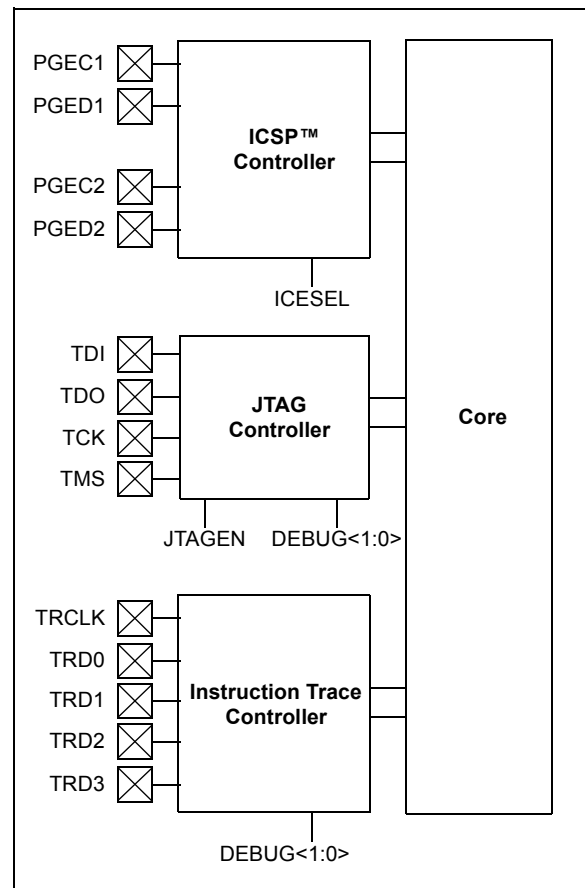 PGEC1
PGED1
PGEC2
PGED2
ICSP™
Controller
ICESEL
TDI
TDO
TCK
TMS
JTAG
Controller
Core
JTAGEN
DEBUG<1:0>
TRCLK
TRD0
TRD1
TRD2
TRD3
Instruction Trace
Controller
DEBUG<1:0>